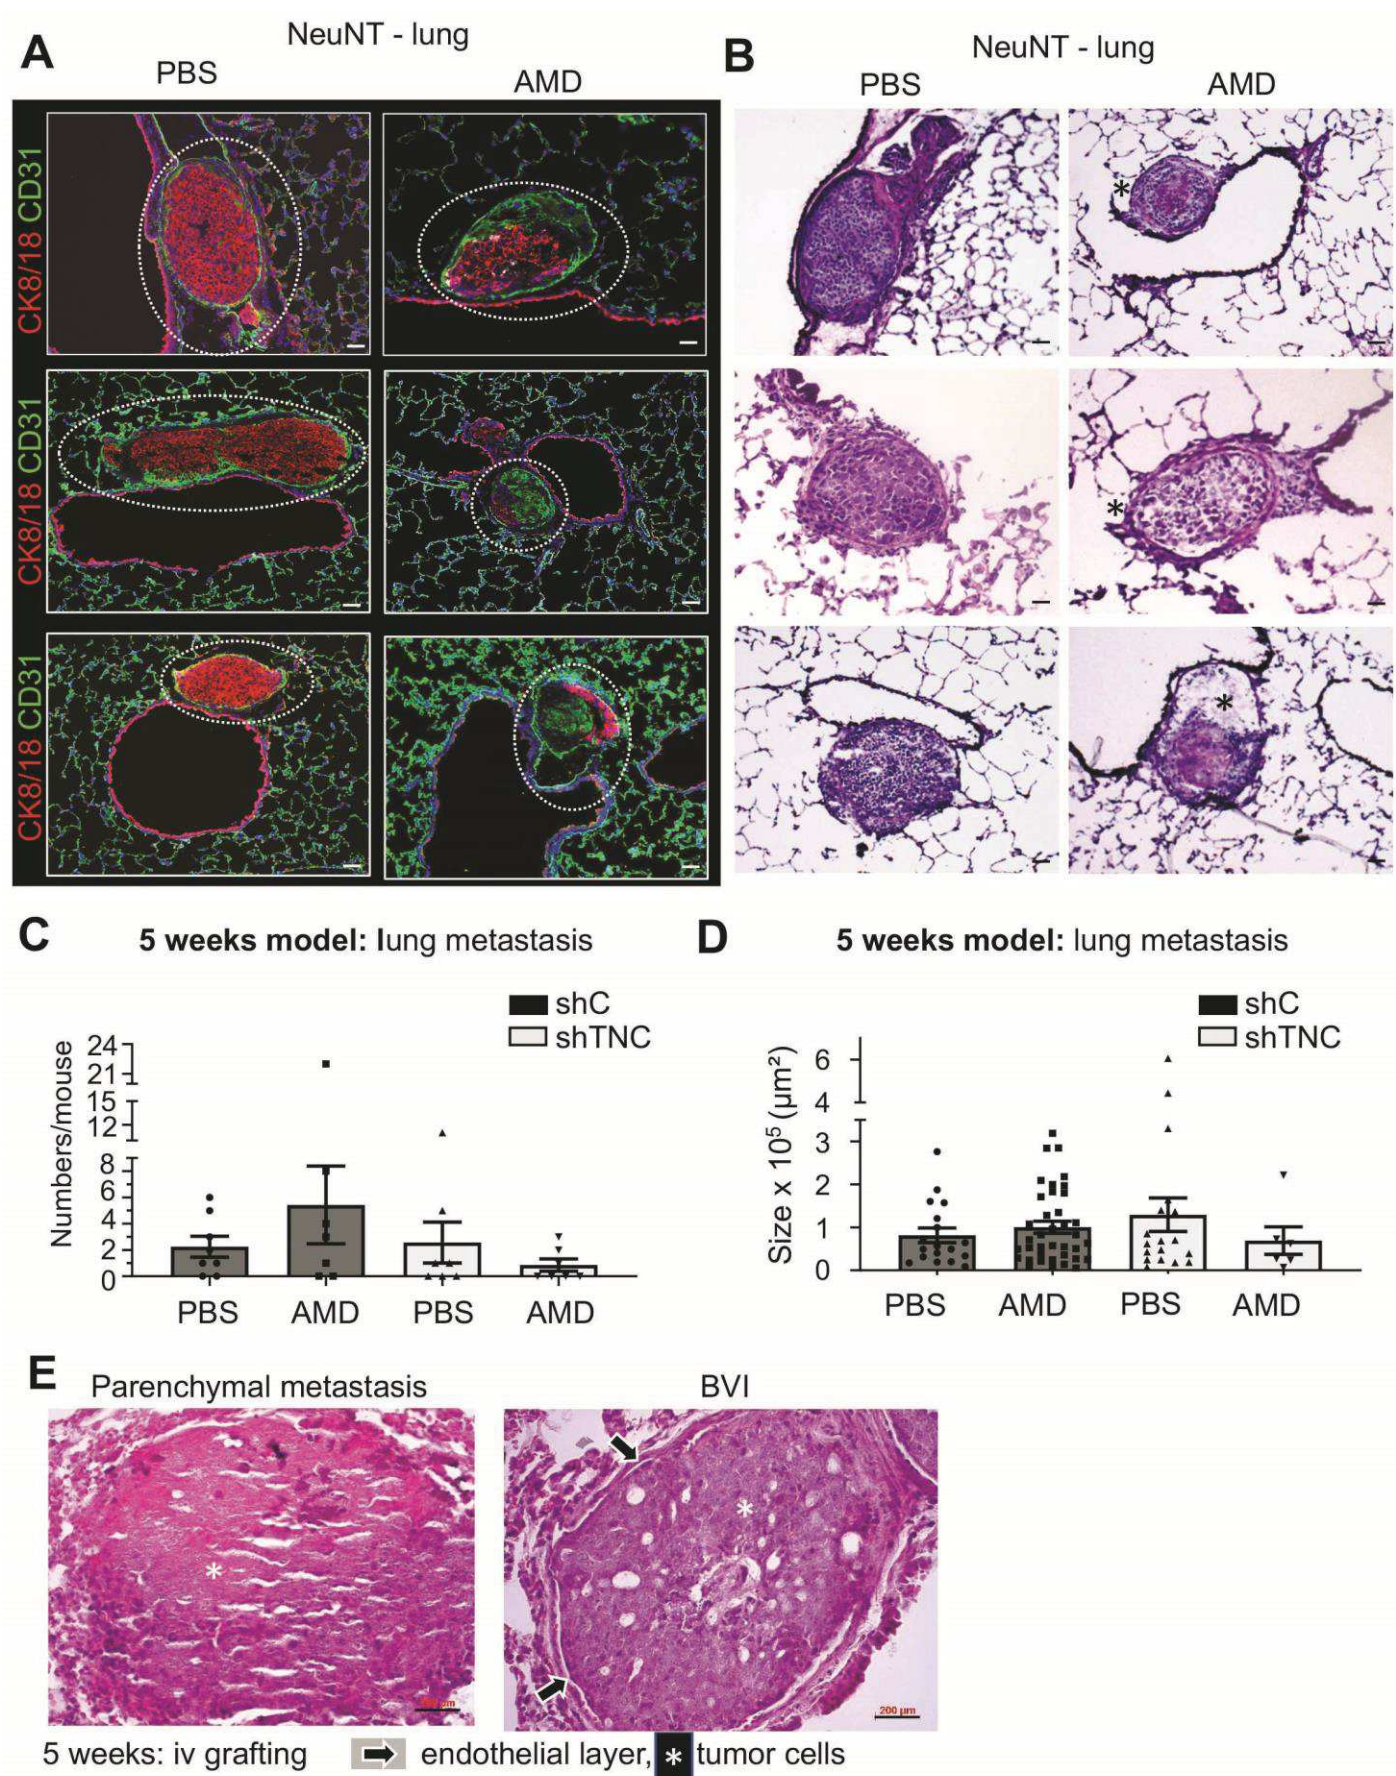 A
NeuNT - lung
PBS
AMD
CK8/18 CD31
CK8/18 CD31
CK8/18 CD31
B
NeuNT - lung
PBS
AMD
*
*
*
C
5 weeks model: lung metastasis
shC
shTNC
Numbers/mouse
24
21
15
12
8
6
4
2
0
PBS
AMD
PBS
AMD
D
5 weeks model: lung metastasis
shC
shTNC
Size x 10⁵ (µm²)
6
4
3
2
1
0
PBS
AMD
PBS
AMD
E
Parenchymal metastasis
BVI
*
*
200 µm
5 weeks: iv grafting
endothelial layer, * tumor cells